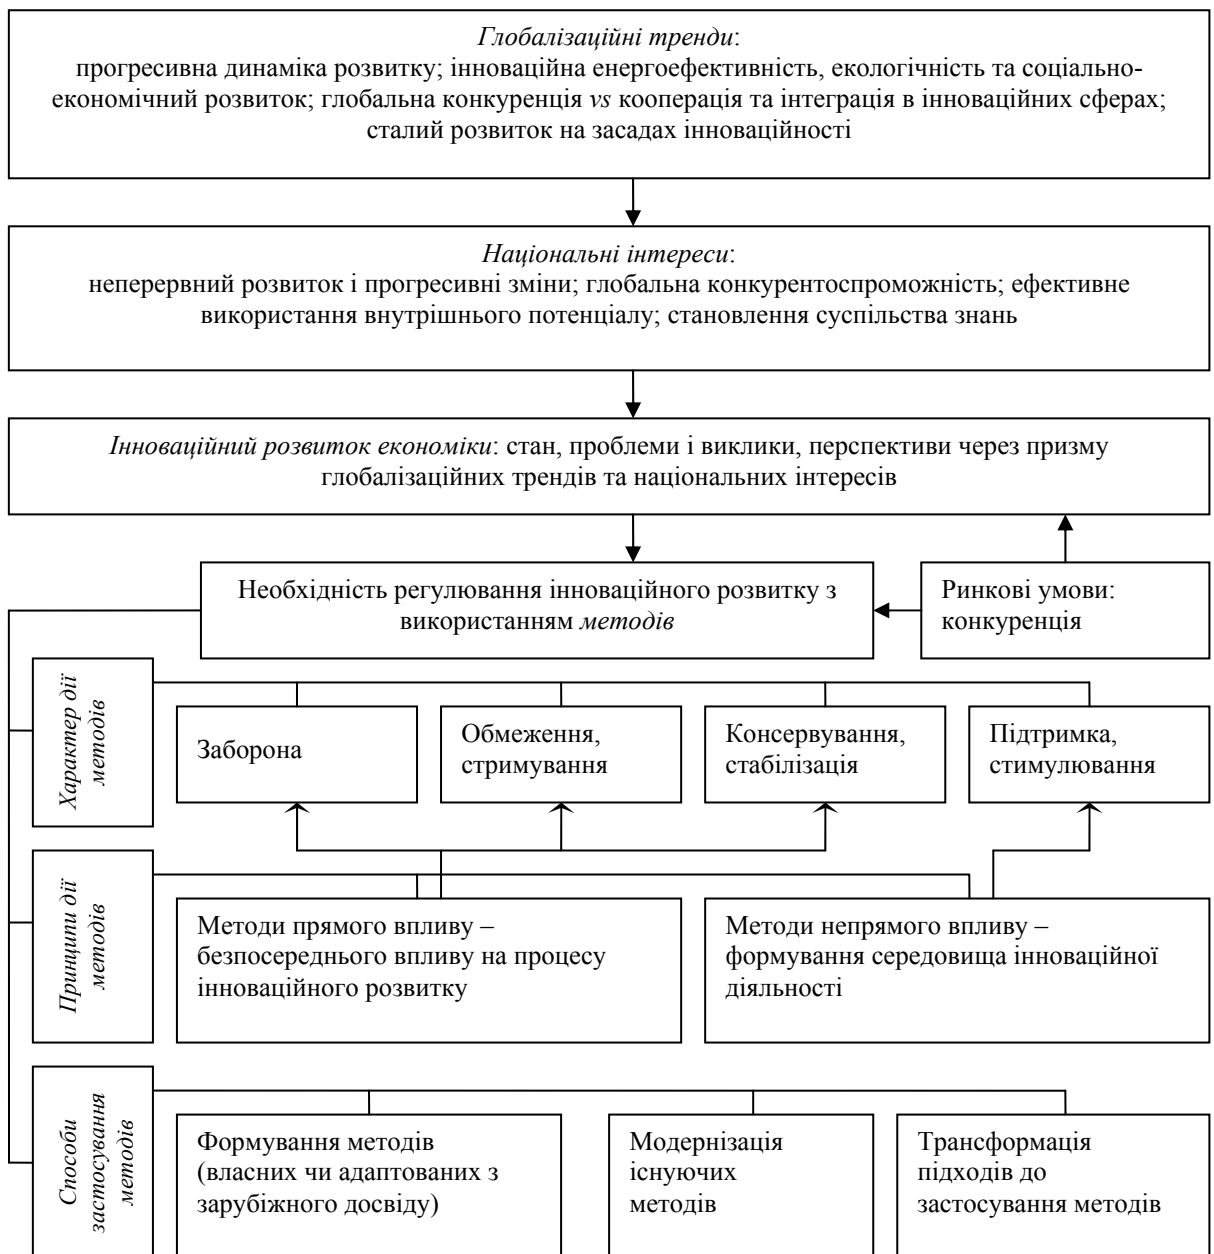 Глобалізаційні тренди:
прогресивна динаміка розвитку; інноваційна енергоефективність, екологічність та соціально-
економічний розвиток; глобальна конкуренція vs кооперація та інтеграція в інноваційних сферах;
сталий розвиток на засадах інноваційності
Національні інтереси:
неперервний розвиток і прогресивні зміни; глобальна конкурентоспроможність; ефективне
використання внутрішнього потенціалу; становлення суспільства знань
Інноваційний розвиток економіки: стан, проблеми і виклики, перспективи через призму
глобалізаційних трендів та національних інтересів
Необхідність регулювання інноваційного розвитку з
використанням методів
Ринкові умови:
конкуренція
Характер дії
методів
Заборона
Обмеження,
стримування
Консервування,
стабілізація
Підтримка,
стимулювання
Принципи дії
методів
Методи прямого впливу –
безпосереднього впливу на процесу
інноваційного розвитку
Методи непрямого впливу –
формування середовища інноваційної
діяльності
Способи
застосування
методів
Формування методів
(власних чи адаптованих з
зарубіжного досвіду)
Модернізація
існуючих
методів
Трансформація
підходів до
застосування методів